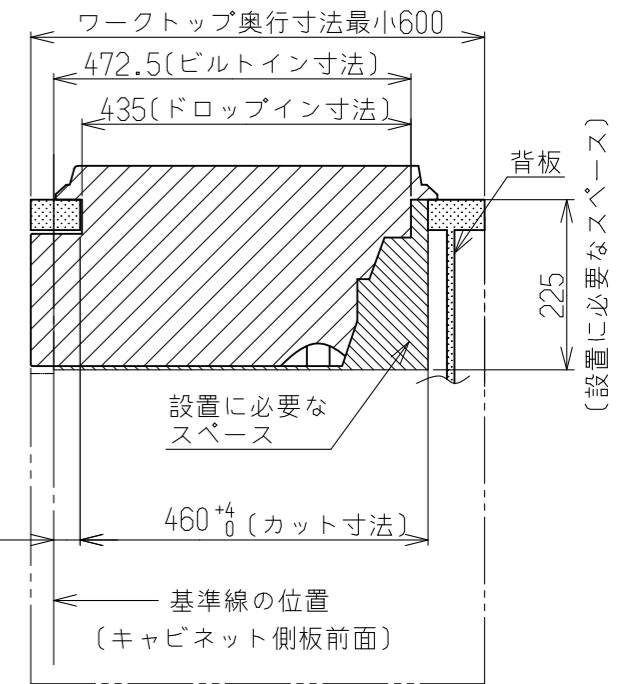 ワークトップ奥行寸法最小600
472.5(ビルトイン寸法)
435(ドロップイン寸法)
背板
225
(設置に必要なスペース)
設置に必要な
スペース
460 +4 0 (カット寸法)
基準線の位置
(キャビネット側板前面)